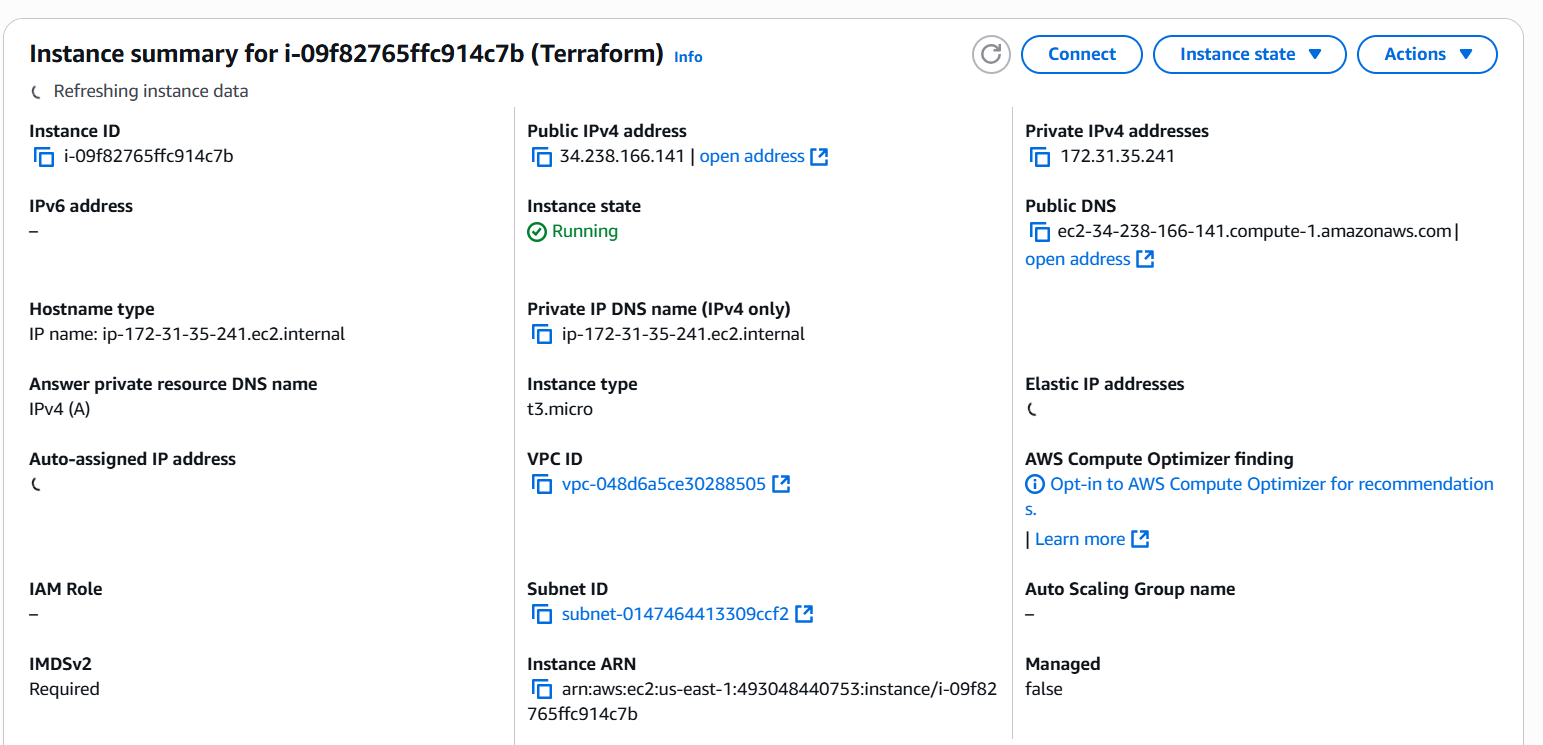 Instance summary for i-09f82765ffc914c7b (Terraform) Info
Connect
Instance state
Actions
Refreshing instance data
Instance ID
i-09f82765ffc914c7b
Public IPv4 address
34.238.166.141 | open address
Private IPv4 addresses
172.31.35.241
IPv6 address
–
Instance state
Running
Public DNS
ec2-34-238-166-141.compute-1.amazonaws.com |
open address
Hostname type
IP name: ip-172-31-35-241.ec2.internal
Private IP DNS name (IPv4 only)
ip-172-31-35-241.ec2.internal
Answer private resource DNS name
IPv4 (A)
Instance type
t3.micro
Elastic IP addresses
Auto-assigned IP address
VPC ID
vpc-048d6a5ce30288505
AWS Compute Optimizer finding
Opt-in to AWS Compute Optimizer for recommendation
s.
| Learn more
IAM Role
–
Subnet ID
subnet-0147464413309ccf2
Auto Scaling Group name
–
IMDSv2
Required
Instance ARN
arn:aws:ec2:us-east-1:493048440753:instance/i-09f82
765ffc914c7b
Managed
false